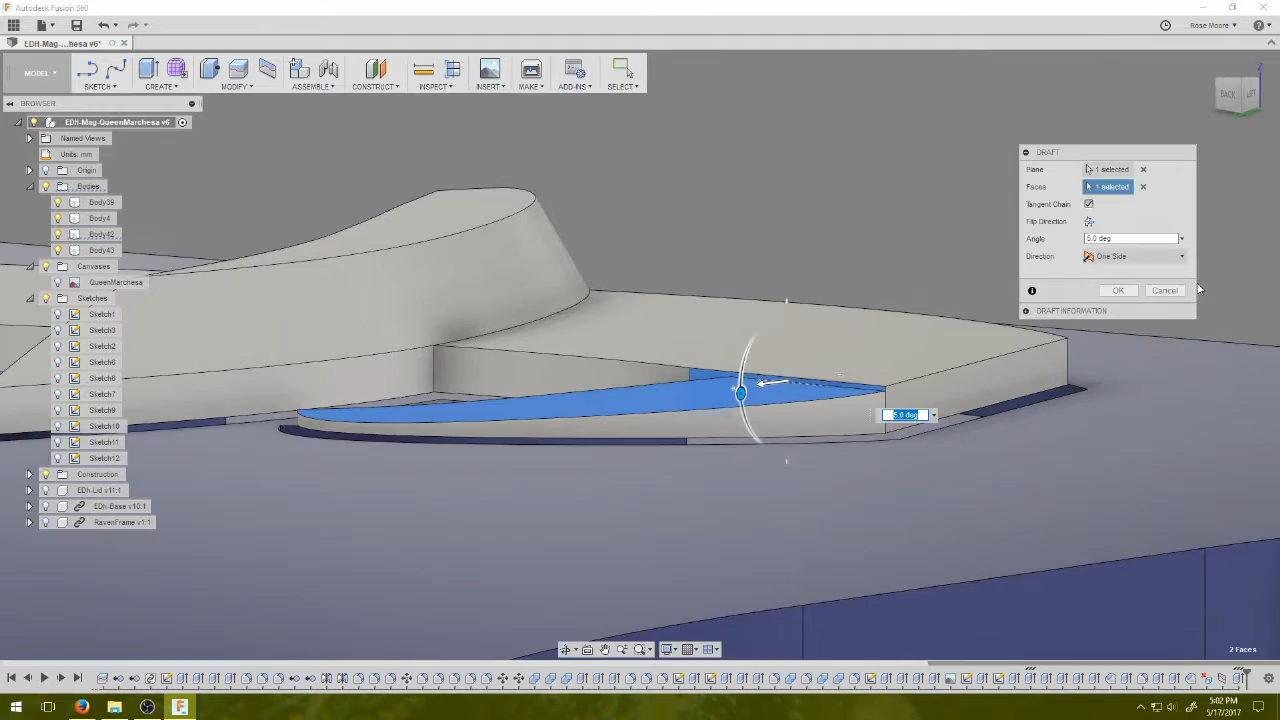 Autodesk Fusion 360
Rose Moore
EDH-Mag-...hesa v6*
MODEL
SKETCH
CREATE
MODIFY
ASSEMBLE
CONSTRUCT
INSPECT
INSERT
MAKE
ADD-INS
SELECT
BROWSER
EDH-Mag-QueenMarchesa v6
Named Views
Units: mm
Origin
Bodies
Body39
Body4
Body42
Body43
Canvases
QueenMarchesa
Sketches
Sketch1
Sketch3
Sketch2
Sketch6
Sketch8
Sketch7
Sketch9
Sketch10
Sketch11
Sketch12
Construction
EDh-Lid v11:1
EDh-Base v10:1
RavenFrame v1:1
BACK
LEFT
Z
DRAFT
Plane
1 selected
Faces
1 selected
Tangent Chain
Flip Direction
Angle
5.0 deg
Direction
One Side
OK
Cancel
DRAFT INFORMATION
5.0 deg
2 Faces
5:02 PM
5/17/2017